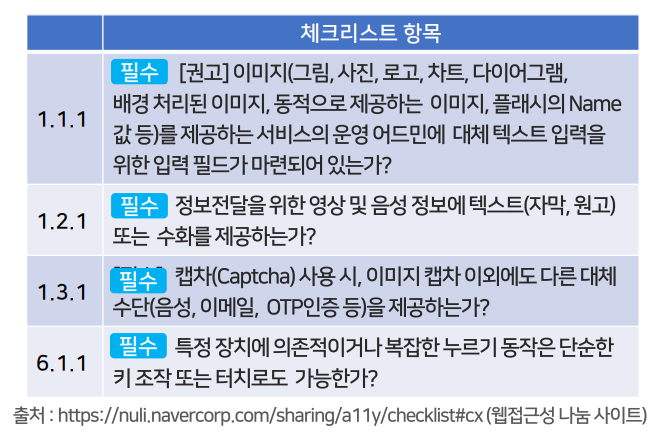 체크리스트 항목
1.1.1
필수 [권고] 이미지(그림, 사진, 로고, 차트, 다이어그램,
배경 처리된 이미지, 동적으로 제공하는 이미지, 플래시의 Name
값 등)를 제공하는 서비스의 운영 어드민에 대체 텍스트 입력을
위한 입력 필드가 마련되어 있는가?
1.2.1
필수 정보전달을 위한 영상 및 음성 정보에 텍스트(자막, 원고)
또는 수화를 제공하는가?
1.3.1
필수 캡차(Captcha) 사용 시, 이미지 캡차 이외에도 다른 대체
수단(음성, 이메일, OTP인증 등)을 제공하는가?
6.1.1
필수 특정 장치에 의존적이거나 복잡한 누르기 동작은 단순한
키 조작 또는 터치로도 가능한가?
출처 : https://nuli.navercorp.com/sharing/a11y/checklist#cx (웹접근성 나눔 사이트)